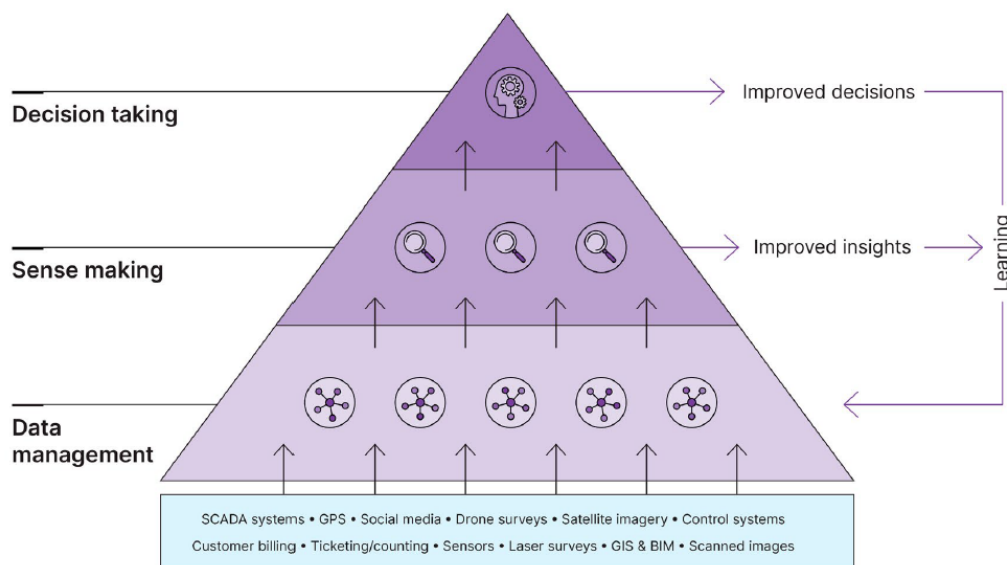 Decision taking
Improved decisions
Sense making
Improved insights
Learning
Data
management
SCADA systems • GPS • Social media • Drone surveys • Satellite imagery • Control systems
Customer billing • Ticketing/counting • Sensors • Laser surveys • GIS & BIM • Scanned images